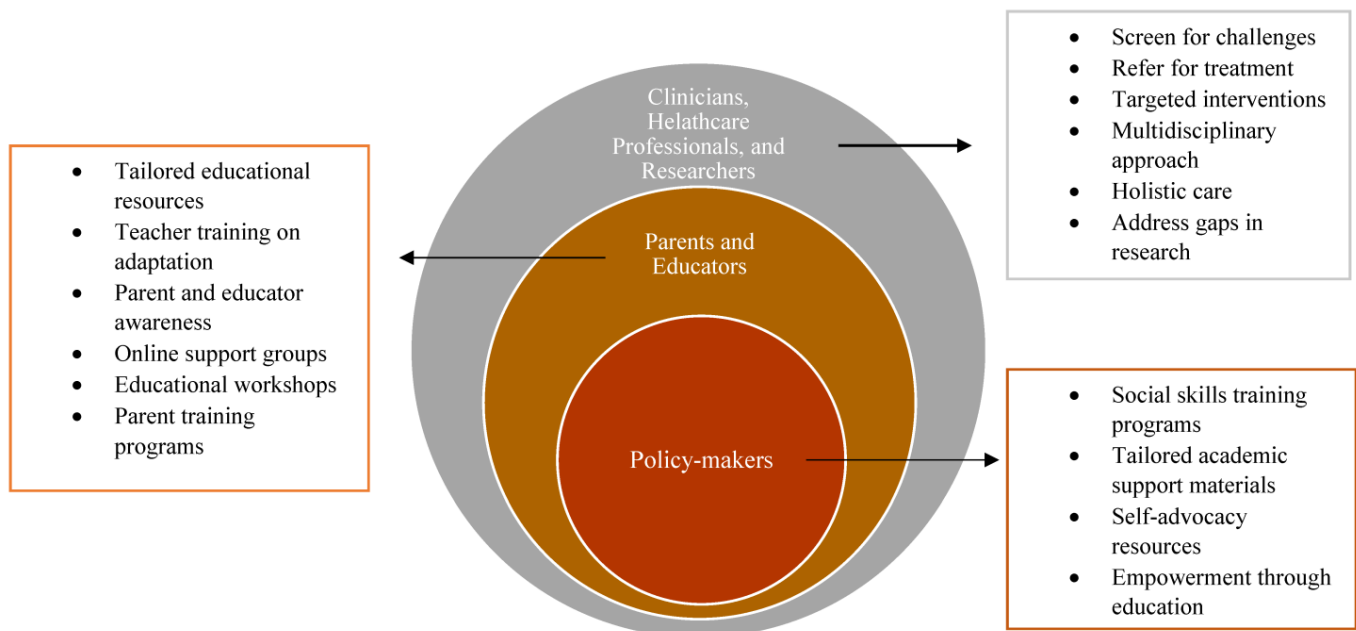 Clinicians,
Helathcare
Professionals, and
Researchers
Parents and
Educators
Policy-makers
• Tailored educational
resources
• Teacher training on
adaptation
• Parent and educator
awareness
• Online support groups
• Educational workshops
• Parent training
programs
• Screen for challenges
• Refer for treatment
• Targeted interventions
• Multidisciplinary
approach
• Holistic care
• Address gaps in
research
• Social skills training
programs
• Tailored academic
support materials
• Self-advocacy
resources
• Empowerment through
education